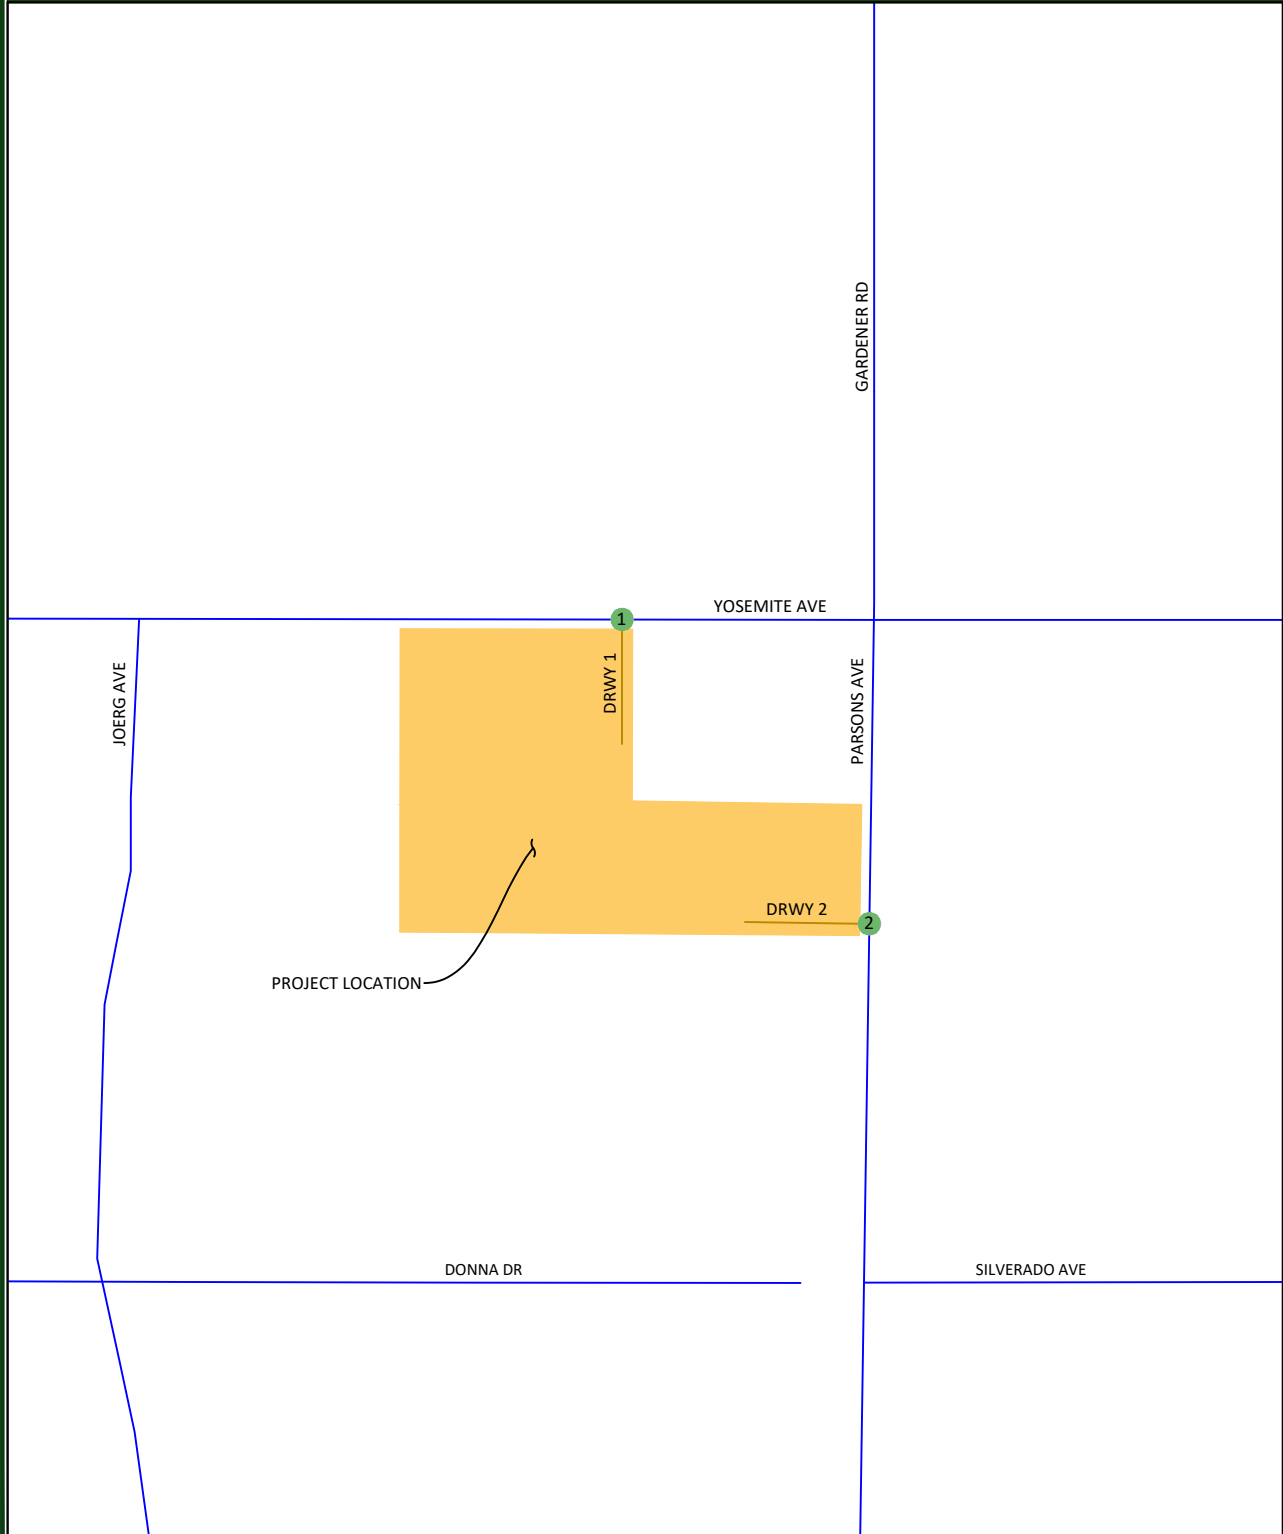 GARDENER RD
YOSEMITE AVE
1
DRWY 1
JOERG AVE
PARSONS AVE
DRWY 2
2
PROJECT LOCATION
DONNA DR
SILVERADO AVE